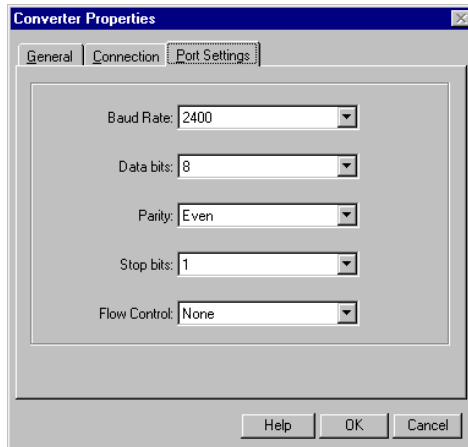 Converter Properties
General Connection Port Settings
Baud Rate: 2400
Data bits: 8
Parity: Even
Stop bits: 1
Flow Control: None
Help OK Cancel